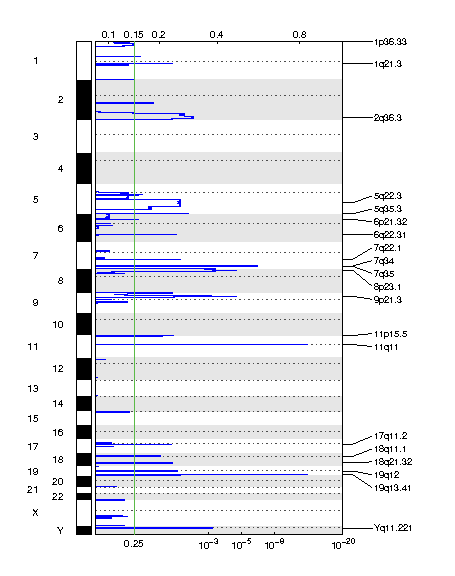 0.1 0.15 0.2 0.4 0.8
1
2
3
4
5
6
7
8
9
10
11
12
13
14
15
16
17
18
19
20
21
22
X
Y
1p36.33
1q21.3
2q36.3
5q22.3
5q35.3
6p21.32
6q22.31
7q22.1
7q34
7q35
8p23.1
9p21.3
11p15.5
11q11
17q11.2
18q11.1
18q21.32
19q12
19q13.41
Yq11.221
0.25 10⁻³ 10⁻⁵ 10⁻⁹ 10⁻²⁰